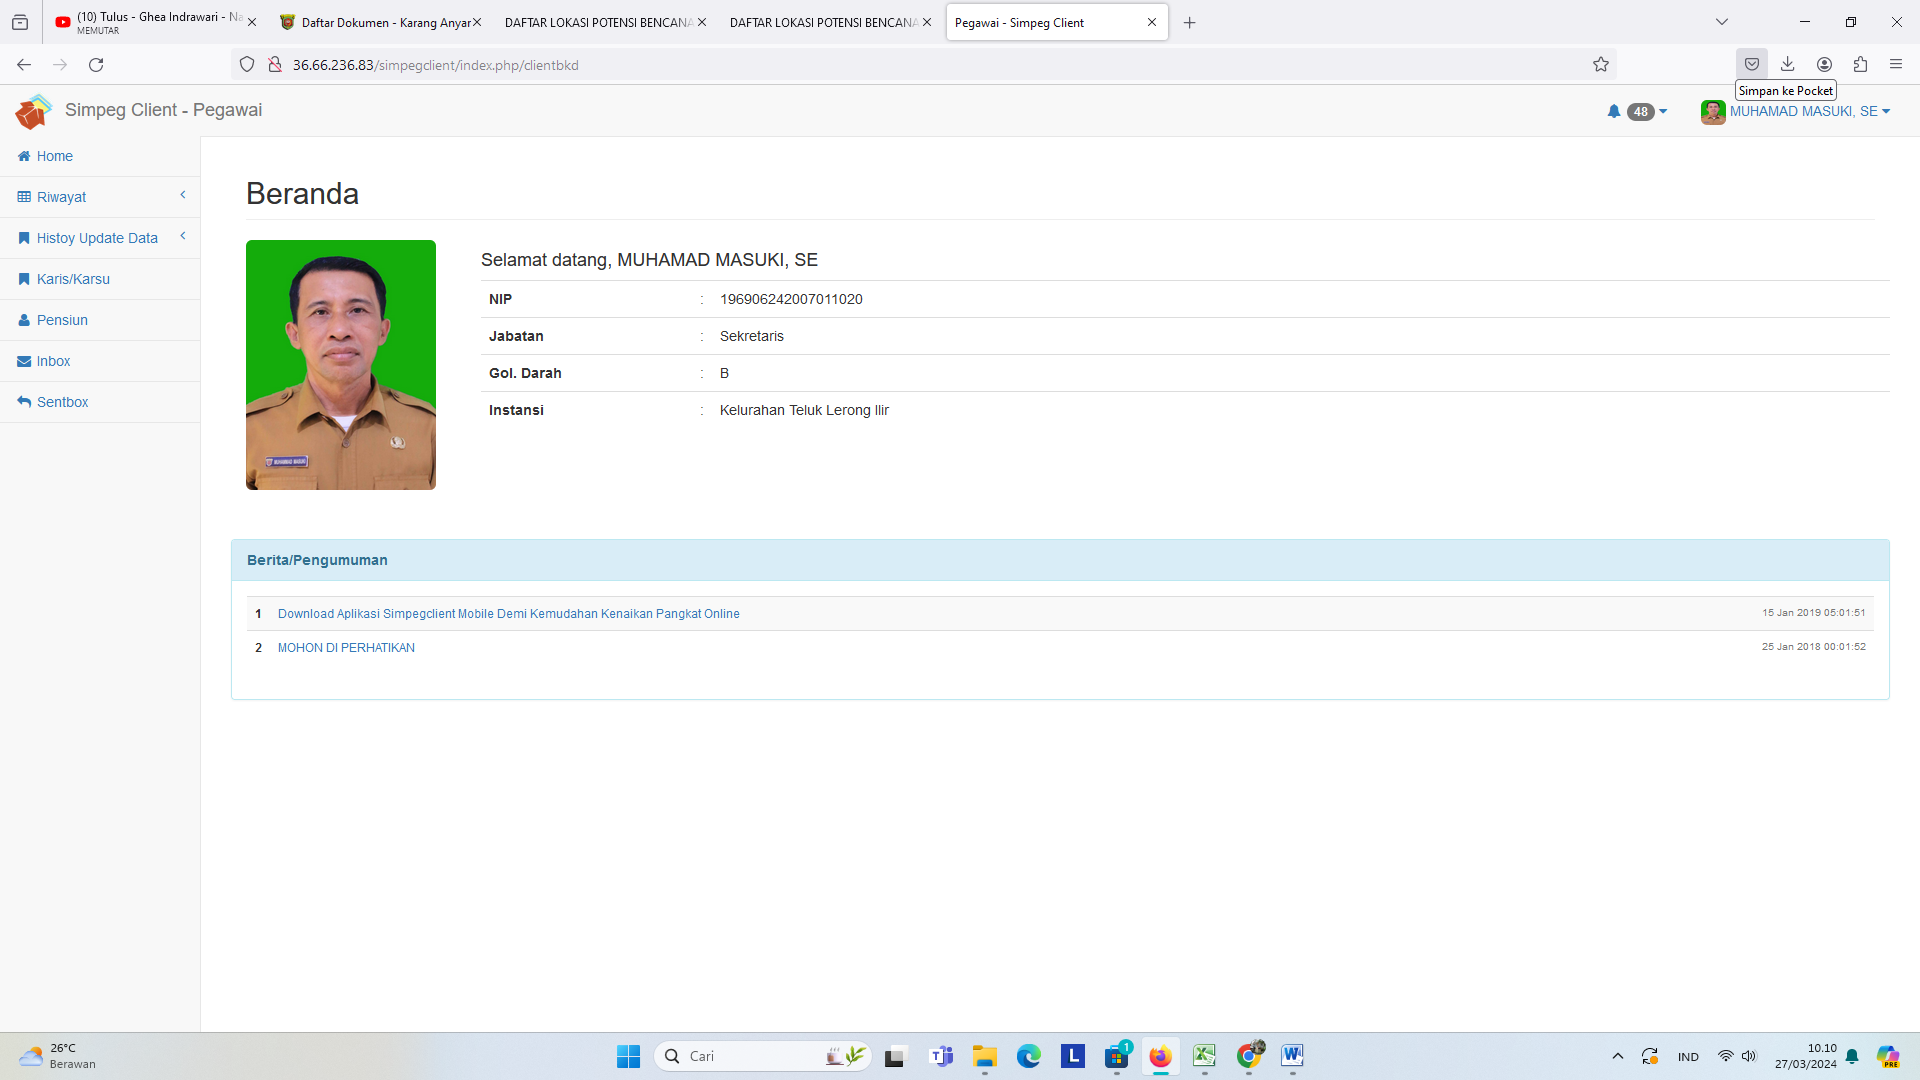 (10) Tulus - Ghea Indrawari - Na
MEMUTAR
Daftar Dokumen - Karang Anyar
DAFTAR LOKASI POTENSI BENCANA
DAFTAR LOKASI POTENSI BENCANA
Pegawai - Simpeg Client
36.66.236.83/simpegclient/index.php/clientbkd
Simpan ke Pocket
Simpeg Client - Pegawai
48
MUHAMAD MASUKI, SE
Home
Riwayat
Histoy Update Data
Karis/Karsu
Pensiun
Inbox
Sentbox
Beranda
MUHAMMAD MASUKI
Selamat datang, MUHAMAD MASUKI, SE
NIP : 196906242007011020
Jabatan : Sekretaris
Gol. Darah : B
Instansi : Kelurahan Teluk Lerong Ilir
Berita/Pengumuman
1 Download Aplikasi Simpegclient Mobile Demi Kemudahan Kenaikan Pangkat Online 15 Jan 2019 05:01:51
2 MOHON DI PERHATIKAN 25 Jan 2018 00:01:52
26°C
Berawan
Cari
1
IND
10.10
27/03/2024
PRE